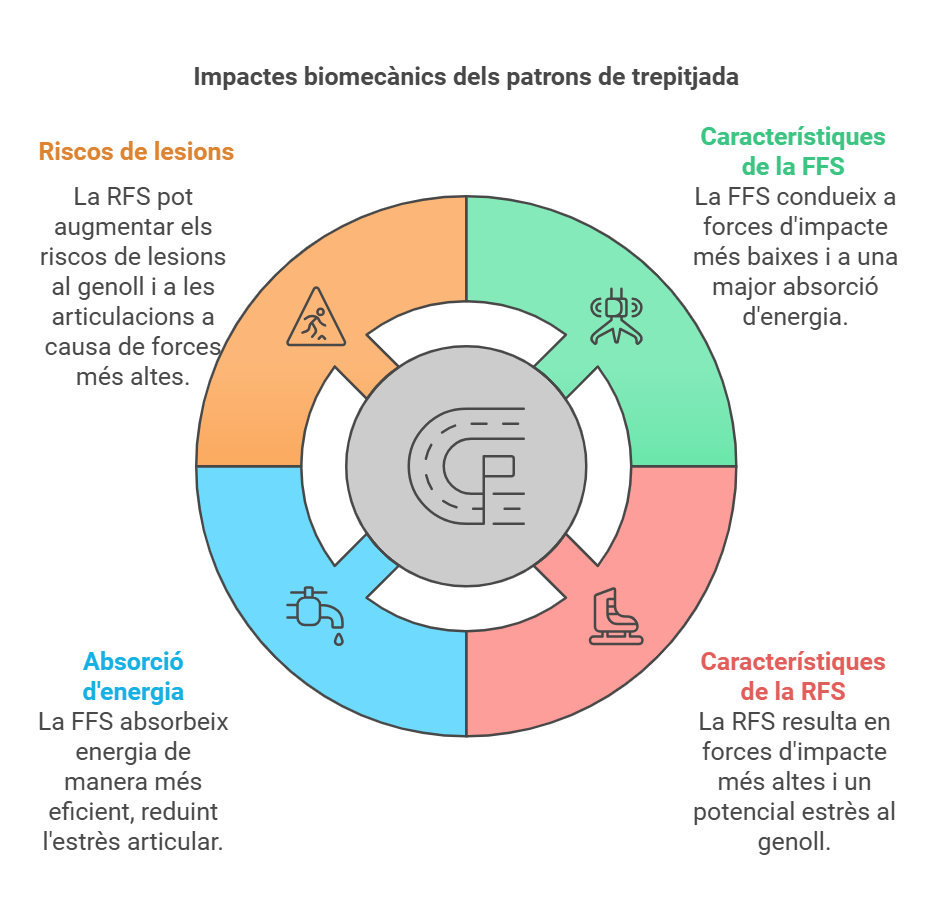 Impactes biomecànics dels patrons de trepitjada
Riscos de lesions
La RFS pot
augmentar els
riscos de lesions
al genoll i a les
articulacions a
causa de forces
més altes.
Característiques
de la FFS
La FFS condueix a
forces d'impacte
més baixes i a una
major absorció
d'energia.
Absorció
d'energia
La FFS absorbeix
energia de
manera més
eficient, reduint
l'estrès articular.
Característiques
de la RFS
La RFS resulta en
forces d'impacte
més altes i un
potencial estrès al
genoll.